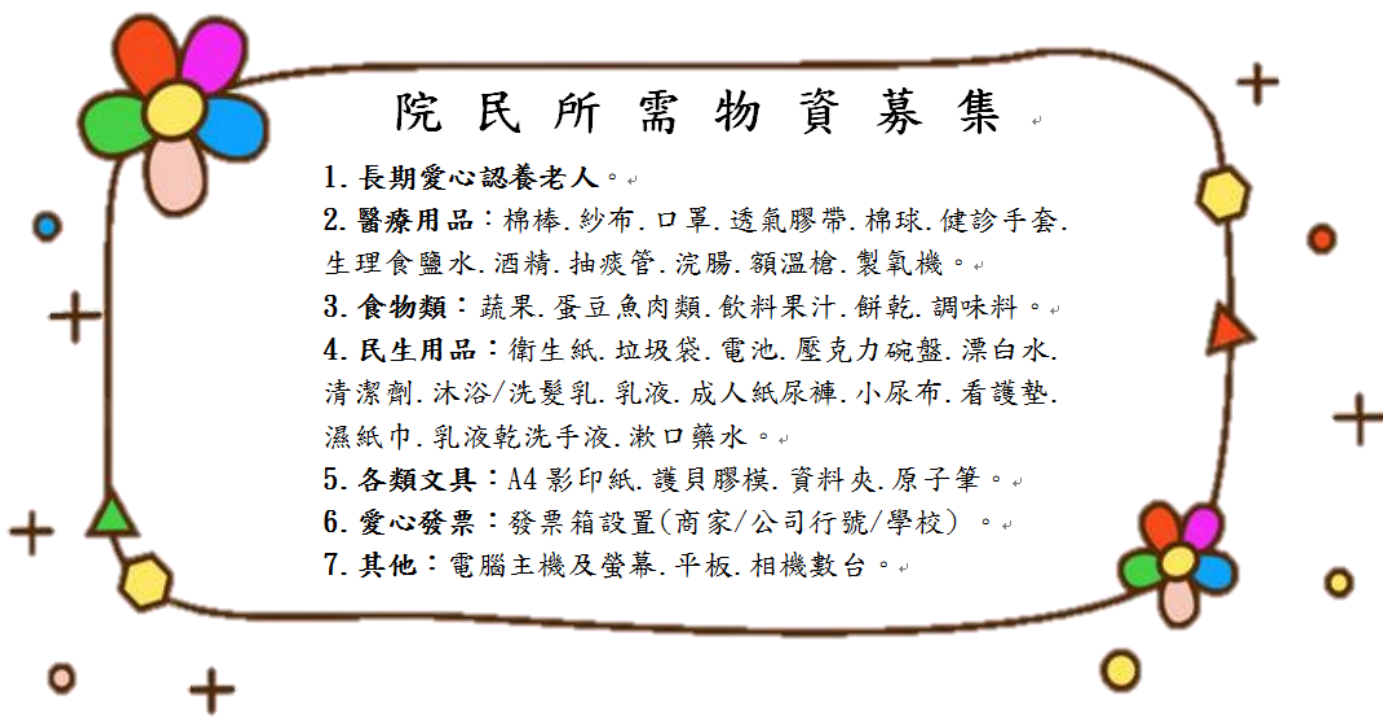 院民所需物資募集
1.長期愛心認養老人。
2.醫療用品：棉棒.紗布.口罩.透氣膠帶.棉球.健診手套.
生理食鹽水.酒精.抽痰管.浣腸.額溫槍.製氧機。
3.食物類：蔬果.蛋豆魚肉類.飲料果汁.餅乾.調味料。
4.民生用品：衛生紙.垃圾袋.電池.壓克力碗盤.漂白水.
清潔劑.沐浴/洗髮乳.乳液.成人紙尿褲.小尿布.看護墊.
濕紙巾.乳液乾洗手液.漱口藥水。
5.各類文具：A4影印紙.護貝膠模.資料夾.原子筆。
6.愛心發票：發票箱設置(商家/公司行號/學校) 。
7.其他：電腦主機及螢幕.平板.相機數台。